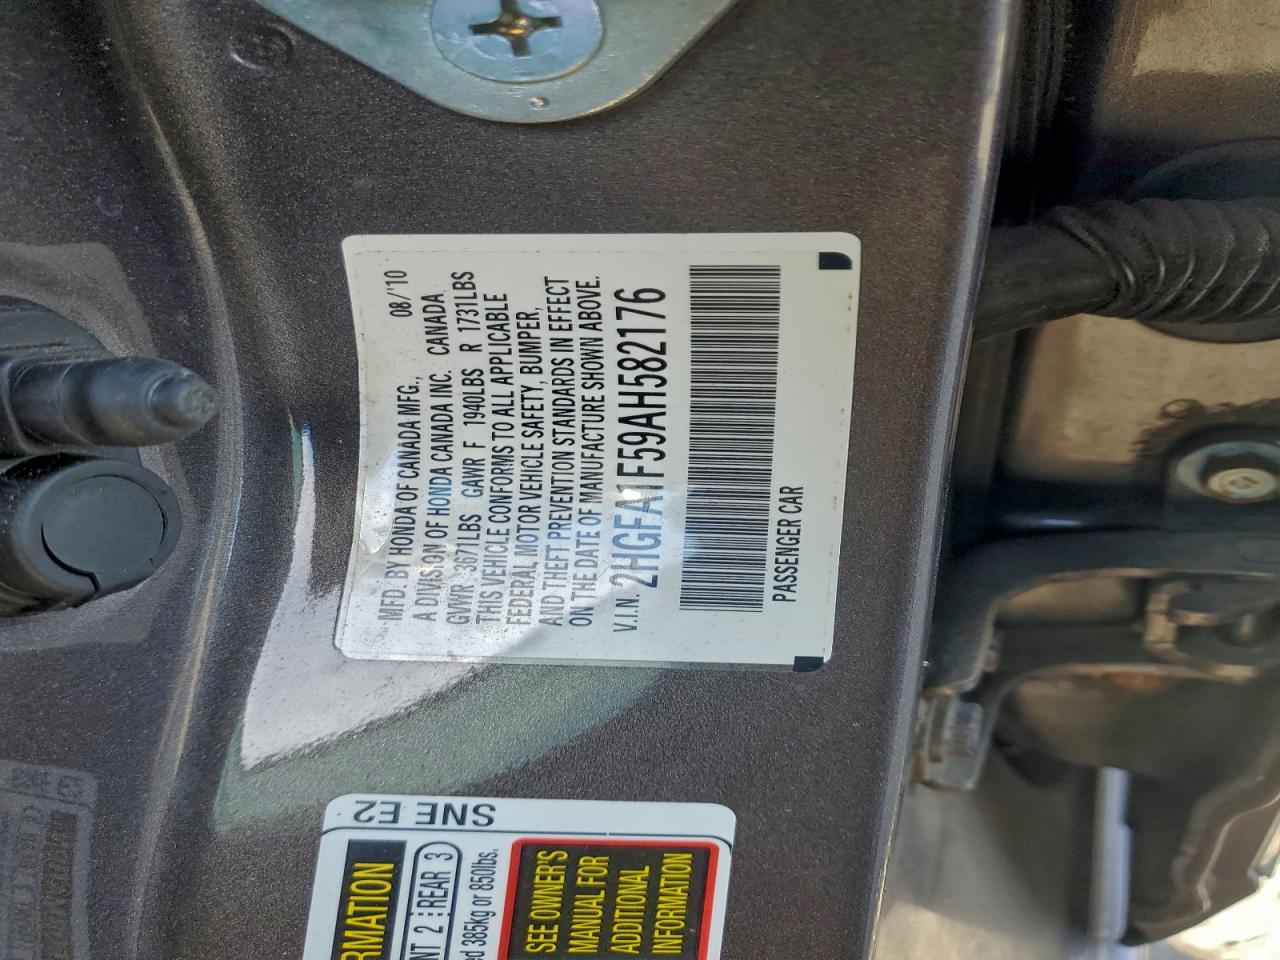 MFD. BY HONDA OF CANADA MFG., 08/'10
A DIVISION OF HONDA CANADA INC. CANADA
GVWR 3671LBS GAWR F 1940LBS R 1731LBS
THIS VEHICLE CONFORMS TO ALL APPLICABLE
FEDERAL MOTOR VEHICLE SAFETY, BUMPER,
AND THEFT PREVENTION STANDARDS IN EFFECT
ON THE DATE OF MANUFACTURE SHOWN ABOVE.
V.I.N. 2HGFA1F59AH582176
PASSENGER CAR
SNE E2
RMATION
NT 2 REAR 3
ed 385kg or 850lbs.
SEE OWNER'S
MANUAL FOR
ADDITIONAL
INFORMATION